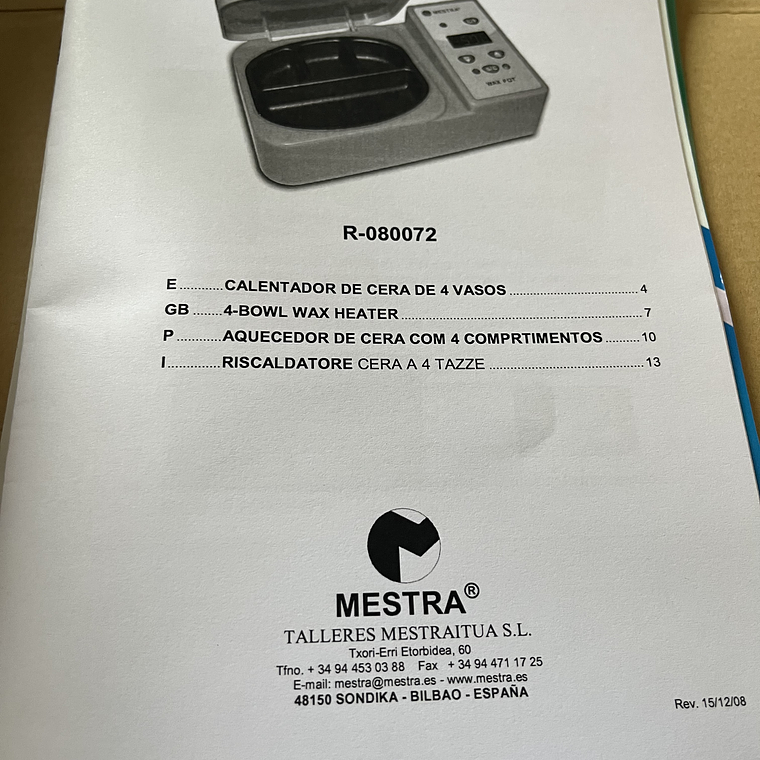 MESTRA
WAX POT
R-080072
E............CALENTADOR DE CERA DE 4 VASOS ................................ 4
GB ........4-BOWL WAX HEATER............................................................ 7
P ............AQUECEDOR DE CERA COM 4 COMPRTIMENTOS .........10
I..............RISCALDATORE CERA A 4 TAZZE .......................................13
MESTRA®
TALLERES MESTRAITUA S.L.
Txori-Erri Etorbidea, 60
Tfno. + 34 94 453 03 88 Fax + 34 94 471 17 25
E-mail: mestra@mestra.es - www.mestra.es
48150 SONDIKA - BILBAO - ESPAÑA
Rev. 15/12/08